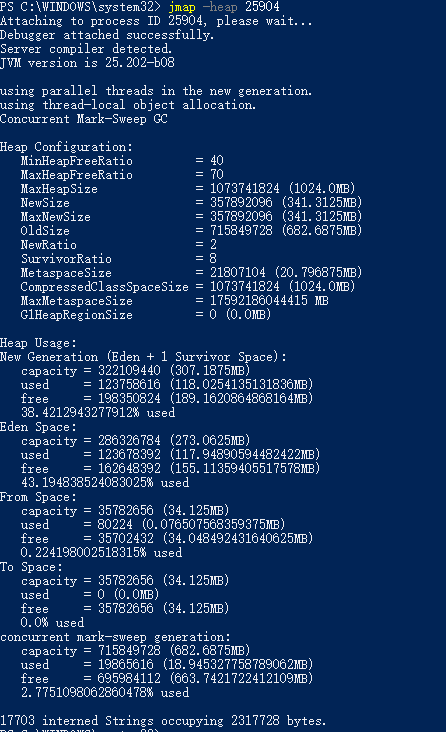 PS C:\WINDOWS\system32> jmap -heap 25904
Attaching to process ID 25904, please wait...
Debugger attached successfully.
Server compiler detected.
JVM version is 25.202-b08
using parallel threads in the new generation.
using thread-local object allocation.
Concurrent Mark-Sweep GC
Heap Configuration:
MinHeapFreeRatio = 40
MaxHeapFreeRatio = 70
MaxHeapSize = 1073741824 (1024.0MB)
NewSize = 357892096 (341.3125MB)
MaxNewSize = 357892096 (341.3125MB)
OldSize = 715849728 (682.6875MB)
NewRatio = 2
SurvivorRatio = 8
MetaspaceSize = 21807104 (20.796875MB)
CompressedClassSpaceSize = 1073741824 (1024.0MB)
MaxMetaspaceSize = 17592186044415 MB
G1HeapRegionSize = 0 (0.0MB)
Heap Usage:
New Generation (Eden + 1 Survivor Space):
capacity = 322109440 (307.1875MB)
used = 123758616 (118.0254135131836MB)
free = 198350824 (189.1620864868164MB)
38.4212943277912% used
Eden Space:
capacity = 286326784 (273.0625MB)
used = 123678392 (117.94890594482422MB)
free = 162648392 (155.11359405517578MB)
43.194838524083025% used
From Space:
capacity = 35782656 (34.125MB)
used = 80224 (0.076507568359375MB)
free = 35702432 (34.048492431640625MB)
0.224198002518315% used
To Space:
capacity = 35782656 (34.125MB)
used = 0 (0.0MB)
free = 35782656 (34.125MB)
0.0% used
concurrent mark-sweep generation:
capacity = 715849728 (682.6875MB)
used = 19865616 (18.945327758789062MB)
free = 695984112 (663.7421722412109MB)
2.7751098062860478% used
17703 interned Strings occupying 2317728 bytes.